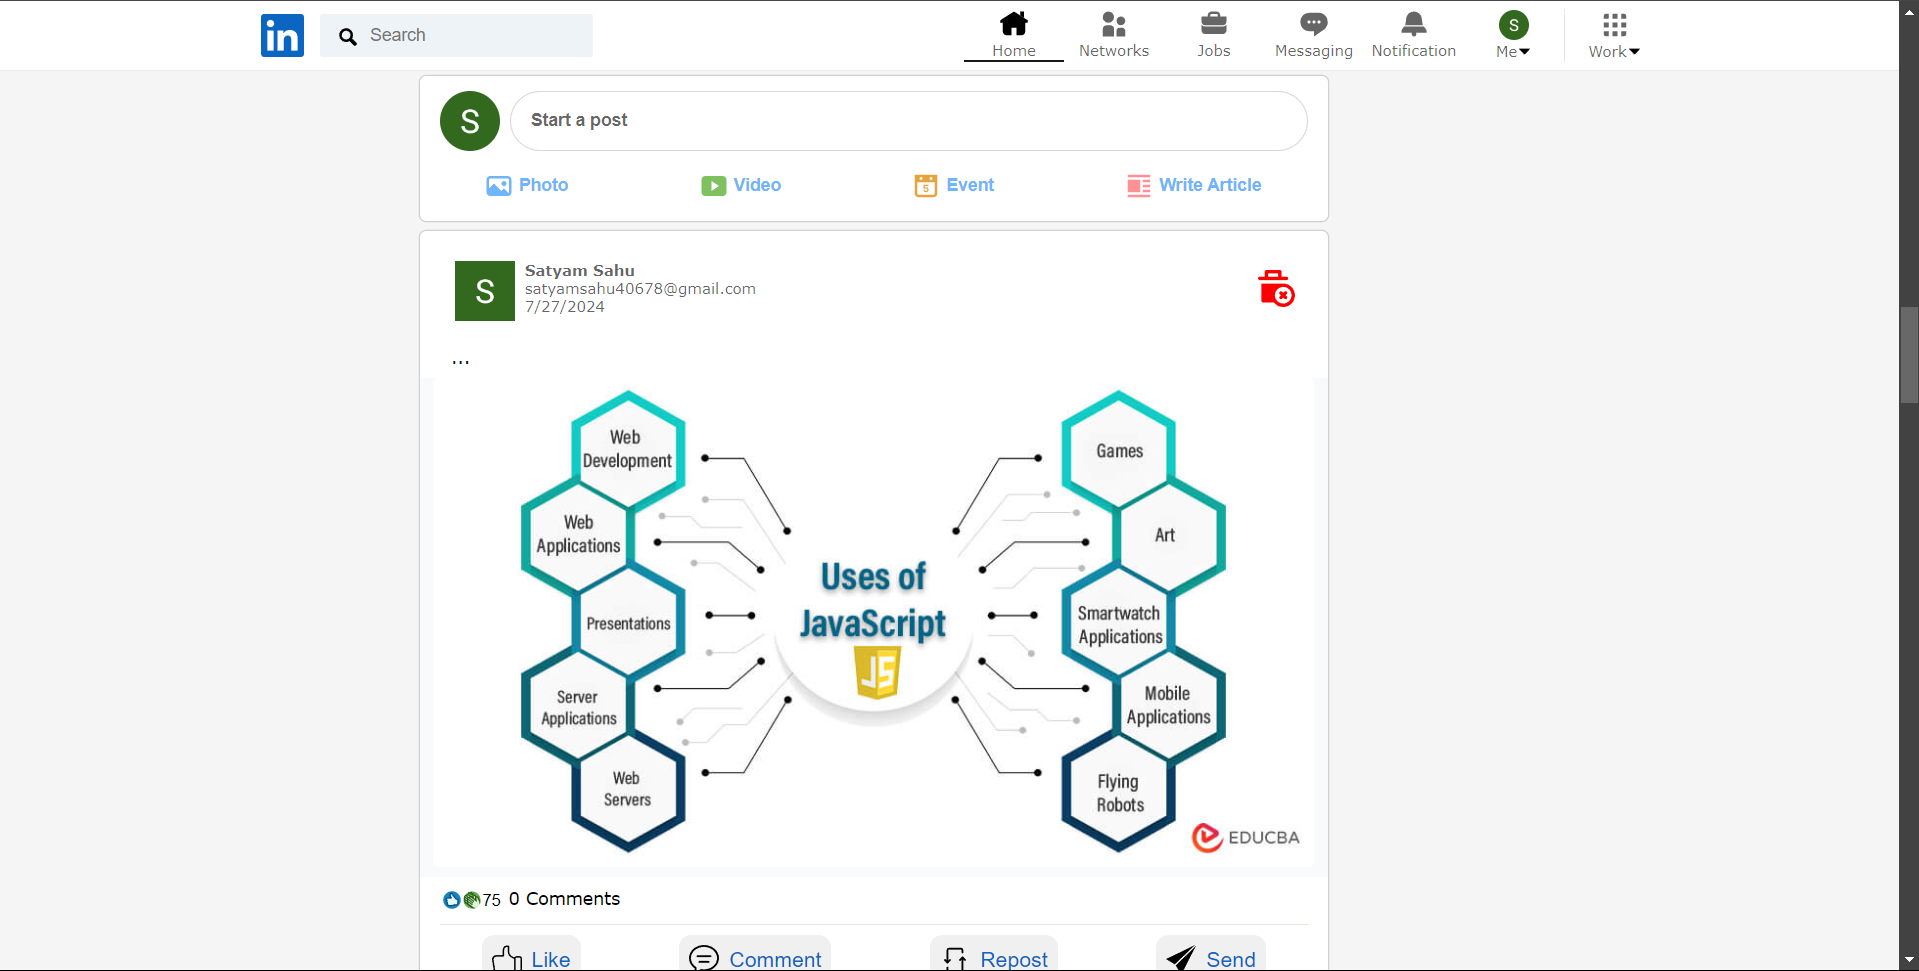 in
Search
Home
Networks
Jobs
Messaging
Notification
S
Me
Work
S
Start a post
Photo
Video
5
Event
Write Article
S
Satyam Sahu
satyamsahu40678@gmail.com
7/27/2024
...
Web
Development
Web
Applications
Presentations
Server
Applications
Web
Servers
Uses of
JavaScript
JS
Games
Art
Smartwatch
Applications
Mobile
Applications
Flying
Robots
EDUCBA
75 0 Comments
Like
Comment
Repost
Send